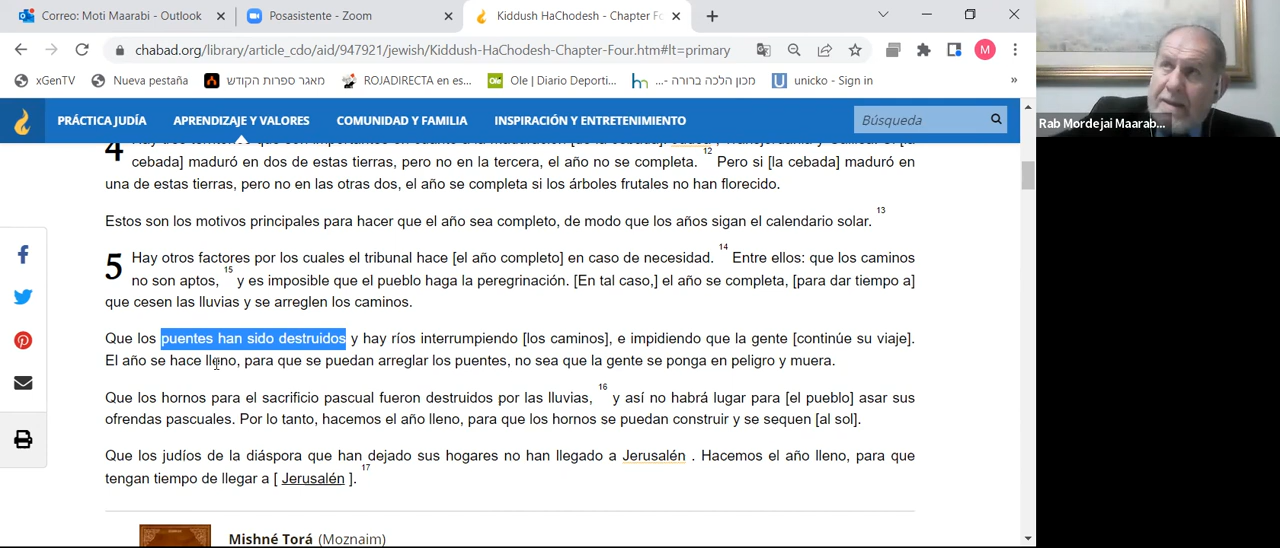 Correo: Moti Maarabi - Outlook
Posasistente - Zoom
Kiddush HaChodesh - Chapter Fo
chabad.org/library/article_cdo/aid/947921/jewish/Kiddush-HaChodesh-Chapter-Four.htm#lt=primary
M
xGenTV
Nueva pestaña
מאגר ספרות הקודש
ROJADIRECTA en es...
Ole | Diario Deporti...
מכון הלכה ברורה -...
unicko - Sign in
»
Rab Mordejai Maarab...
PRÁCTICA JUDÍA
APRENDIZAJE Y VALORES
COMUNIDAD Y FAMILIA
INSPIRACIÓN Y ENTRETENIMIENTO
Búsqueda
4
cebada] maduró en dos de estas tierras, pero no en la tercera, el año no se completa. 12 Pero si [la cebada] maduró en
una de estas tierras, pero no en las otras dos, el año se completa si los árboles frutales no han florecido.
Estos son los motivos principales para hacer que el año sea completo, de modo que los años sigan el calendario solar. 13
5 Hay otros factores por los cuales el tribunal hace [el año completo] en caso de necesidad. 14 Entre ellos: que los caminos
no son aptos, 15 y es imposible que el pueblo haga la peregrinación. [En tal caso,] el año se completa, [para dar tiempo a]
que cesen las lluvias y se arreglen los caminos.
Que los puentes han sido destruidos y hay ríos interrumpiendo [los caminos], e impidiendo que la gente [continúe su viaje].
El año se hace lleno, para que se puedan arreglar los puentes, no sea que la gente se ponga en peligro y muera.
Que los hornos para el sacrificio pascual fueron destruidos por las lluvias, 16 y así no habrá lugar para [el pueblo] asar sus
ofrendas pascuales. Por lo tanto, hacemos el año lleno, para que los hornos se puedan construir y se sequen [al sol].
Que los judíos de la diáspora que han dejado sus hogares no han llegado a Jerusalén . Hacemos el año lleno, para que
tengan tiempo de llegar a [ Jerusalén ]. 17
Mishné Torá (Moznaim)